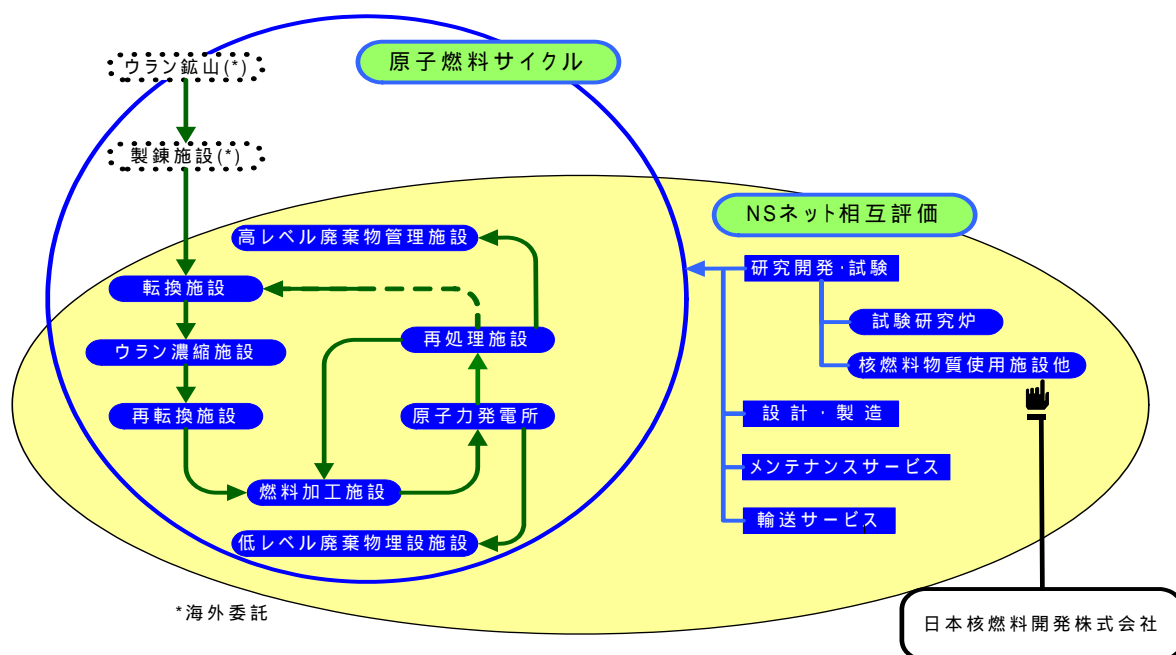 ウラン鉱山(*)
原子燃料サイクル
製錬施設(*)
NSネット相互評価
高レベル廃棄物管理施設
研究開発・試験
転換施設
試験研究炉
再処理施設
ウラン濃縮施設
核燃料物質使用施設他
再転換施設
原子力発電所
設計・製造
メンテナンスサービス
燃料加工施設
輸送サービス
低レベル廃棄物埋設施設
*海外委託
日本核燃料開発株式会社